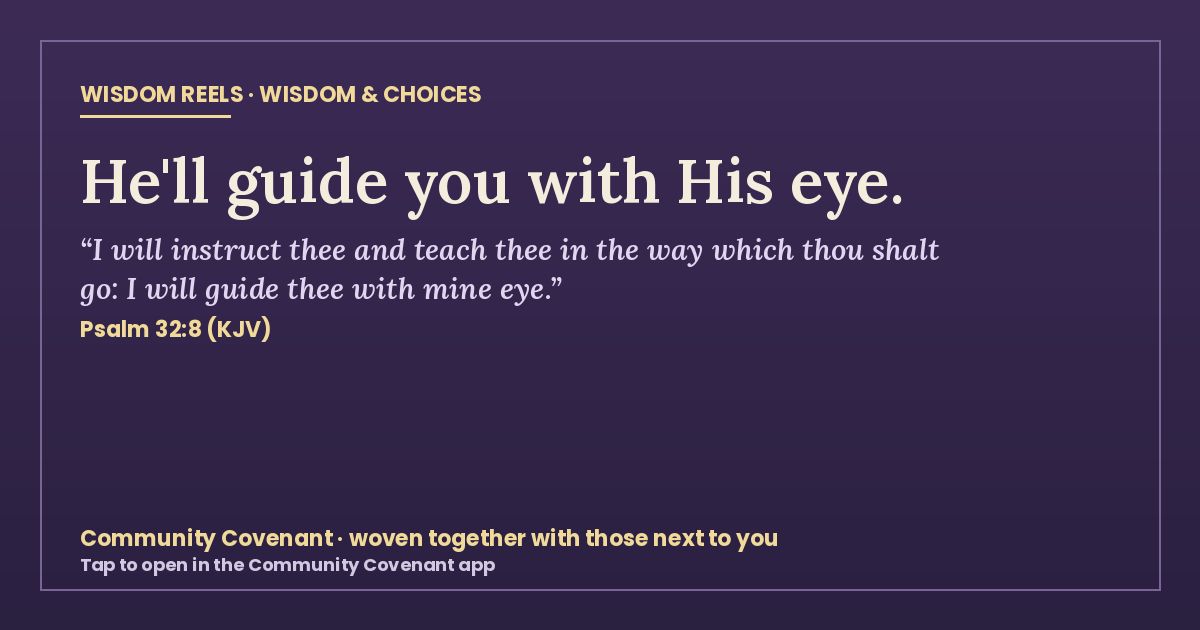 WISDOM REELS · WISDOM & CHOICES
He'll guide you with His eye.
“I will instruct thee and teach thee in the way which thou shalt
go: I will guide thee with mine eye.”
Psalm 32:8 (KJV)
Community Covenant · woven together with those next to you
Tap to open in the Community Covenant app